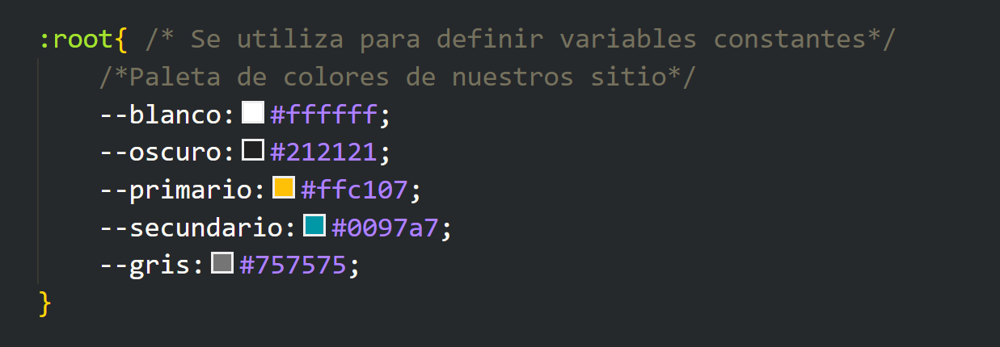 :root{ /* Se utiliza para definir variables constantes*/
/*Paleta de colores de nuestros sitio*/
--blanco: #ffffff;
--oscuro: #212121;
--primario: #ffc107;
--secundario: #0097a7;
--gris: #757575;
}